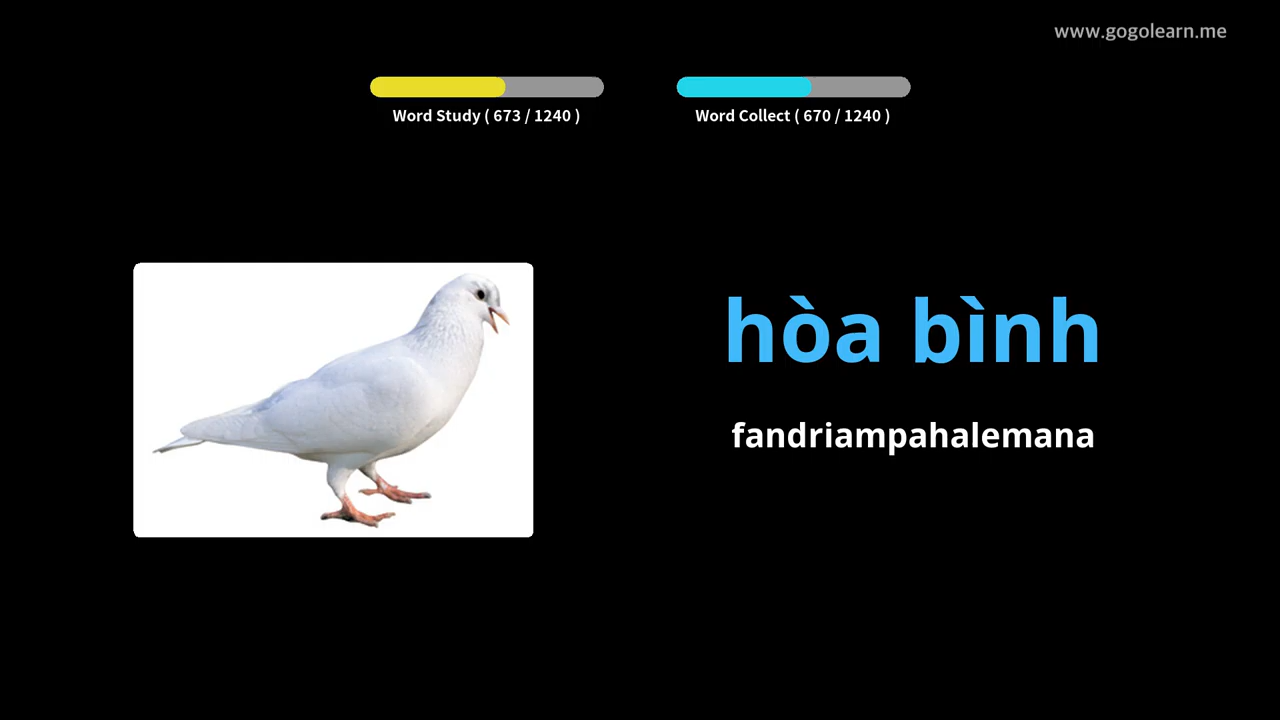 www.gogolearn.me
Word Study ( 673 / 1240 )
Word Collect ( 670 / 1240 )
hòa bình
fandriampahalemana